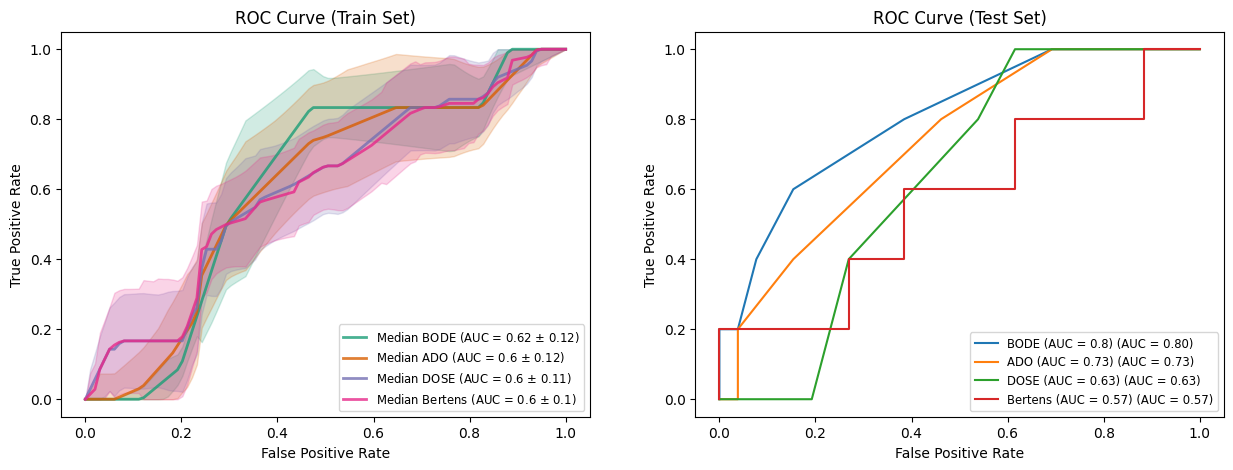 ROC Curve (Train Set)
True Positive Rate
1.0
0.8
0.6
0.4
0.2
0.0
Median BODE (AUC = 0.62 ± 0.12)
Median ADO (AUC = 0.6 ± 0.12)
Median DOSE (AUC = 0.6 ± 0.11)
Median Bertens (AUC = 0.6 ± 0.1)
0.0 0.2 0.4 0.6 0.8 1.0
False Positive Rate
ROC Curve (Test Set)
True Positive Rate
1.0
0.8
0.6
0.4
0.2
0.0
BODE (AUC = 0.8) (AUC = 0.80)
ADO (AUC = 0.73) (AUC = 0.73)
DOSE (AUC = 0.63) (AUC = 0.63)
Bertens (AUC = 0.57) (AUC = 0.57)
0.0 0.2 0.4 0.6 0.8 1.0
False Positive Rate